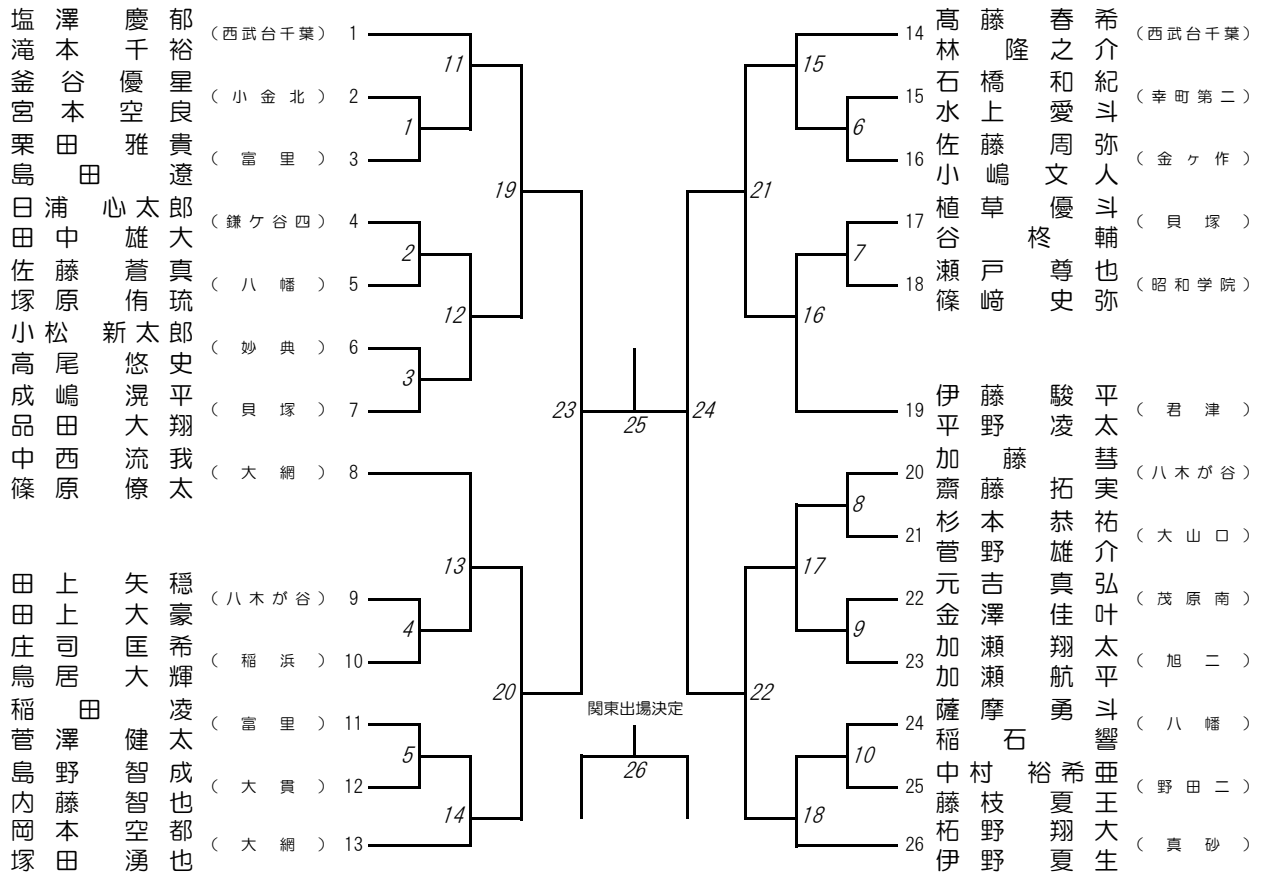 塩澤 慶郁
滝本 千裕
(西武台千葉) 1
釜谷優星
宮本空良
(小金北) 2
栗田雅貴
島田遼
(富里) 3
日浦心太郎
田中雄大
(鎌ケ谷四) 4
佐藤蒼真
塚原侑琉
(八幡) 5
小松新太郎
高尾悠史
(妙典) 6
成嶋滉平
品田大翔
(貝塚) 7
中西流我
篠原僚太
(大網) 8
田上矢穏
田上大豪
(八木が谷) 9
庄司匡希
鳥居大輝
(稲浜) 10
稲田凌
菅澤健太
(富里) 11
島野智成
内藤智也
(大貫) 12
岡本空都
塚田湧也
(大網) 13
11
1
19
2
12
3
23
13
4
20
5
14
25
関東出場決定
26
24
15
6
21
7
16
8
17
9
22
10
18
14 髙藤春希
林隆之介
(西武台千葉)
15 石橋和紀
水上愛斗
(幸町第二)
16 佐藤周弥
小嶋文人
(金ヶ作)
17 植草優斗
谷柊輔
(貝塚)
18 瀬戸尊也
篠﨑史弥
(昭和学院)
19 伊藤駿平
平野凌太
(君津)
20 加藤彗
齋藤拓実
(八木が谷)
21 杉本恭祐
菅野雄介
(大山口)
22 元吉真弘
金澤佳叶
(茂原南)
23 加瀬翔太
加瀬航平
(旭二)
24 薩摩勇斗
稲石響
(八幡)
25 中村裕希亜
藤枝夏王
(野田二)
26 柘野翔大
伊野夏生
(真砂)